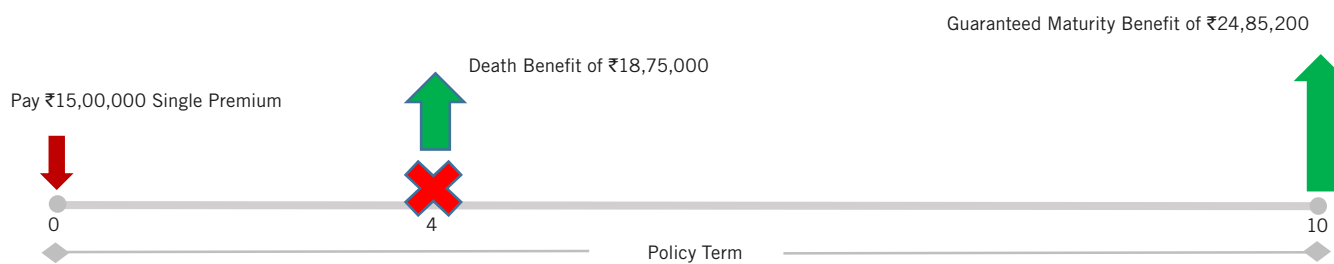 Guaranteed Maturity Benefit of ₹24,85,200
Death Benefit of ₹18,75,000
Pay ₹15,00,000 Single Premium
0
4
10
Policy Term